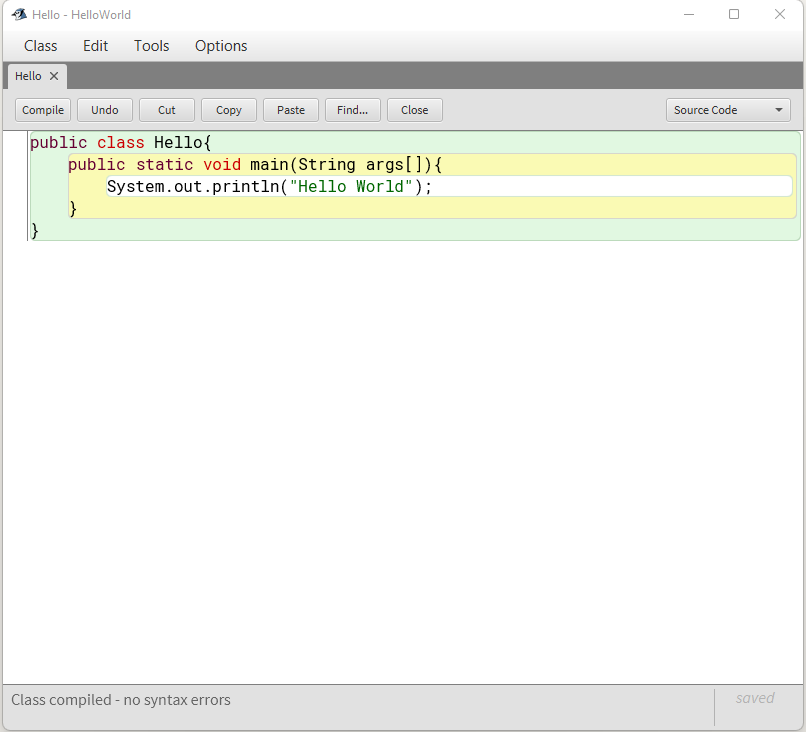 Hello - HelloWorld
Class Edit Tools Options
Hello
Compile Undo Cut Copy Paste Find... Close Source Code
public class Hello{
    public static void main(String args[]){
        System.out.println("Hello World");
    }
}
Class compiled - no syntax errors saved